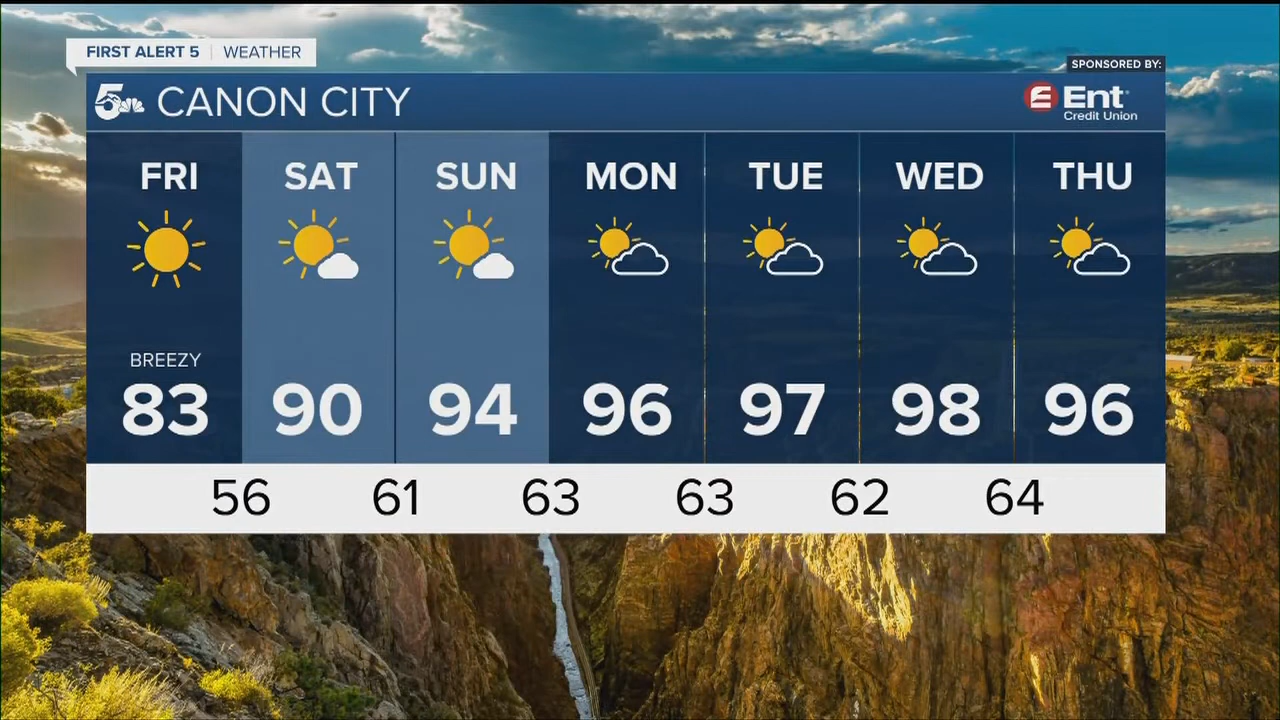 FIRST ALERT 5 | WEATHER
SPONSORED BY:
5 CANON CITY
Ent
Credit Union
FRI SAT SUN MON TUE WED THU
BREEZY
83 90 94 96 97 98 96
56 61 63 63 62 64